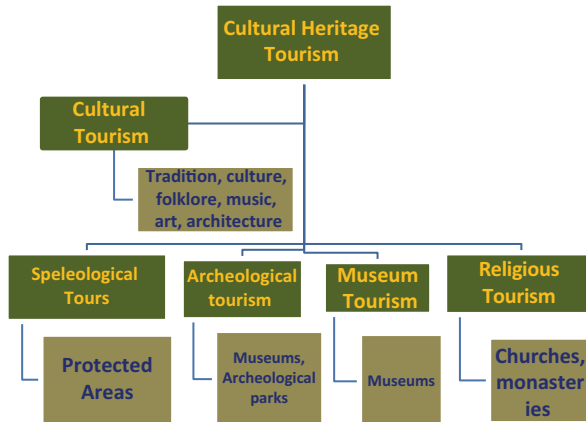 Cultural Heritage
Tourism
Cultural
Tourism
Tradition, culture,
folklore, music,
art, architecture
Speleological
Tours
Archeological
tourism
Museum
Tourism
Religious
Tourism
Protected
Areas
Museums,
Archeological
parks
Museums
Churches,
monaster
ies